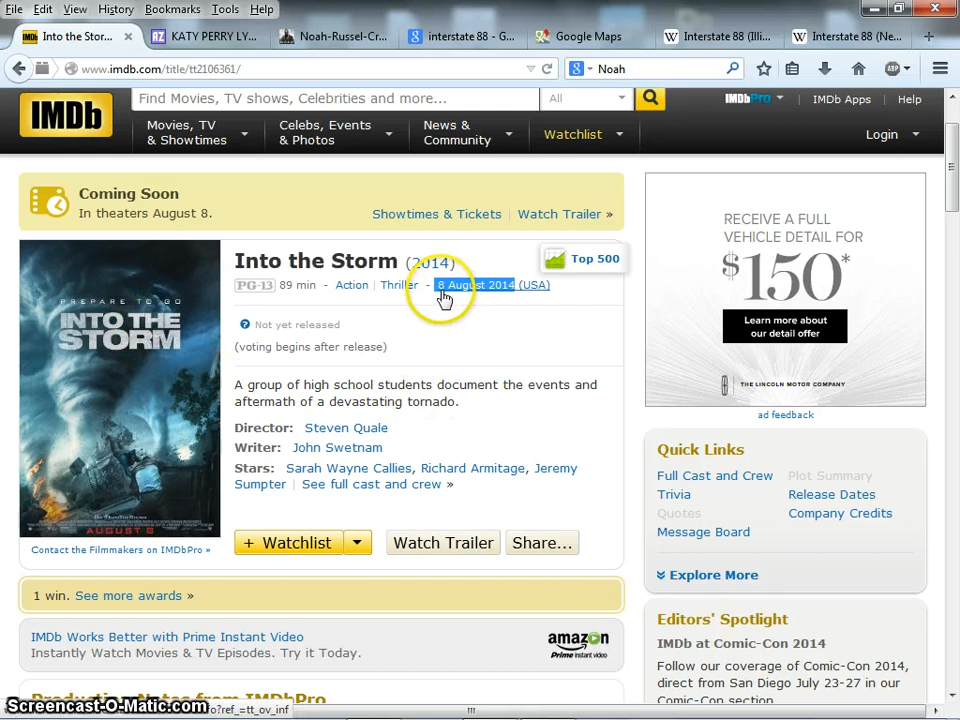 File Edit View History Bookmarks Tools Help
Into the Stor... × KATY PERRY LY... Noah-Russel-Cr... interstate 88 - G... Google Maps Interstate 88 (Illi... Interstate 88 (Ne... +
www.imdb.com/title/tt2106361/ Noah
IMDb Find Movies, TV shows, Celebrities and more... All IMDbPro IMDb Apps Help
Movies, TV & Showtimes
Celebs, Events & Photos
News & Community
Watchlist
Login
Coming Soon
In theaters August 8.
Showtimes & Tickets Watch Trailer »
PREPARE TO GO
INTO THE
STORM
AUGUST 8
Contact the Filmmakers on IMDbPro »
Into the Storm (2014)
Top 500
PG-13 89 min - Action | Thriller - 8 August 2014 (USA)
? Not yet released
(voting begins after release)
A group of high school students document the events and
aftermath of a devastating tornado.
Director: Steven Quale
Writer: John Swetnam
Stars: Sarah Wayne Callies, Richard Armitage, Jeremy
Sumpter | See full cast and crew »
+ Watchlist Watch Trailer Share...
1 win. See more awards »
IMDb Works Better with Prime Instant Video
Instantly Watch Movies & TV Episodes. Try it Today.
amazon
Prime instant video
Production Notes from IMDbPro
RECEIVE A FULL
VEHICLE DETAIL FOR
$150*
Learn more about
our detail offer
THE LINCOLN MOTOR COMPANY
ad feedback
Quick Links
Full Cast and Crew Plot Summary
Trivia Release Dates
Quotes Company Credits
Message Board
Explore More
Editors' Spotlight
IMDb at Comic-Con 2014
Follow our coverage of Comic-Con 2014,
direct from San Diego July 23-27 in our
Comic-Con section.
Screencast-O-Matic.com